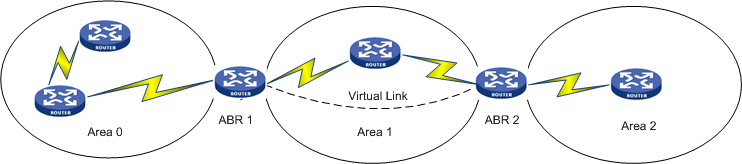 ROUTER
ROUTER
ROUTER
ROUTER
ROUTER
ROUTER
Virtual Link
Area 0
ABR 1
Area 1
ABR 2
Area 2